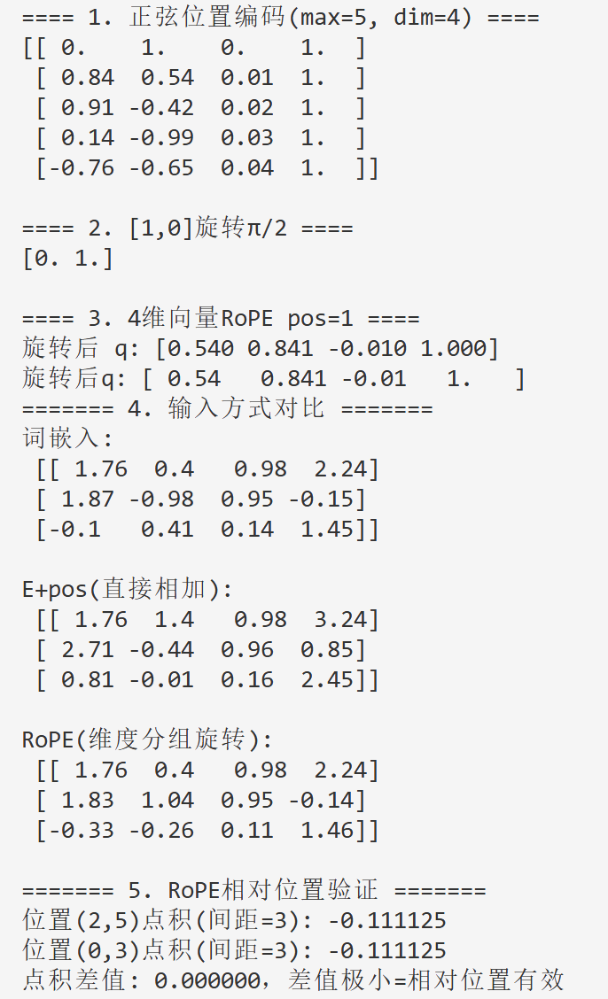 ==== 1. 正弦位置编码(max=5, dim=4) ====
[[ 0.    1.    0.    1.  ]
 [ 0.84  0.54  0.01  1.  ]
 [ 0.91 -0.42  0.02  1.  ]
 [ 0.14 -0.99  0.03  1.  ]
 [-0.76 -0.65  0.04  1.  ]]
==== 2. [1,0]旋转π/2 ====
[0. 1.]
==== 3. 4维向量RoPE pos=1 ====
旋转后 q: [0.540 0.841 -0.010 1.000]
旋转后q: [ 0.54   0.841 -0.01   1.   ]
======= 4. 输入方式对比 =======
词嵌入:
 [[ 1.76  0.4   0.98  2.24]
 [ 1.87 -0.98  0.95 -0.15]
 [-0.1   0.41  0.14  1.45]]
E+pos(直接相加):
 [[ 1.76  1.4   0.98  3.24]
 [ 2.71 -0.44  0.96  0.85]
 [ 0.81 -0.01  0.16  2.45]]
RoPE(维度分组旋转):
 [[ 1.76  0.4   0.98  2.24]
 [ 1.83  1.04  0.95 -0.14]
 [-0.33 -0.26  0.11  1.46]]
======= 5. RoPE相对位置验证 =======
位置(2,5)点积(间距=3): -0.111125
位置(0,3)点积(间距=3): -0.111125
点积差值: 0.000000，差值极小=相对位置有效